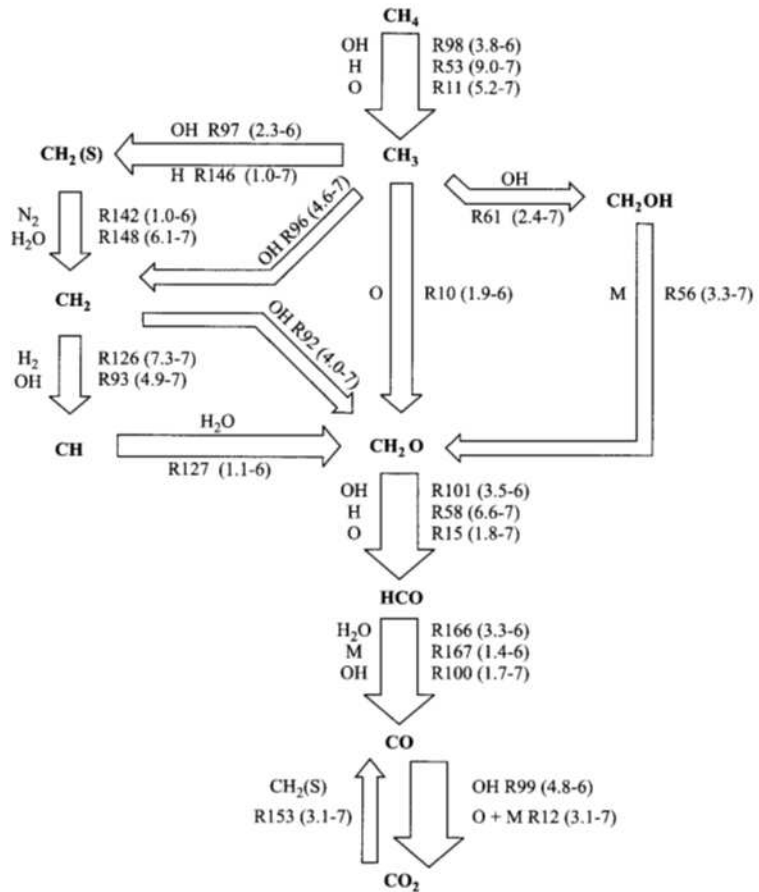 CH4
OH R98 (3.8-6)
H R53 (9.0-7)
O R11 (5.2-7)
OH R97 (2.3-6)
CH2(S)
CH3
H R146 (1.0-7)
OH
CH2OH
R61 (2.4-7)
N2 R142 (1.0-6)
H2O R148 (6.1-7)
OH R96 (4.6-7)
CH2
O R10 (1.9-6)
M R56 (3.3-7)
OH R92 (4.0-7)
H2 R126 (7.3-7)
OH R93 (4.9-7)
H2O
CH
CH2O
R127 (1.1-6)
OH R101 (3.5-6)
H R58 (6.6-7)
O R15 (1.8-7)
HCO
H2O R166 (3.3-6)
M R167 (1.4-6)
OH R100 (1.7-7)
CO
CH2(S)
R153 (3.1-7)
OH R99 (4.8-6)
O + M R12 (3.1-7)
CO2